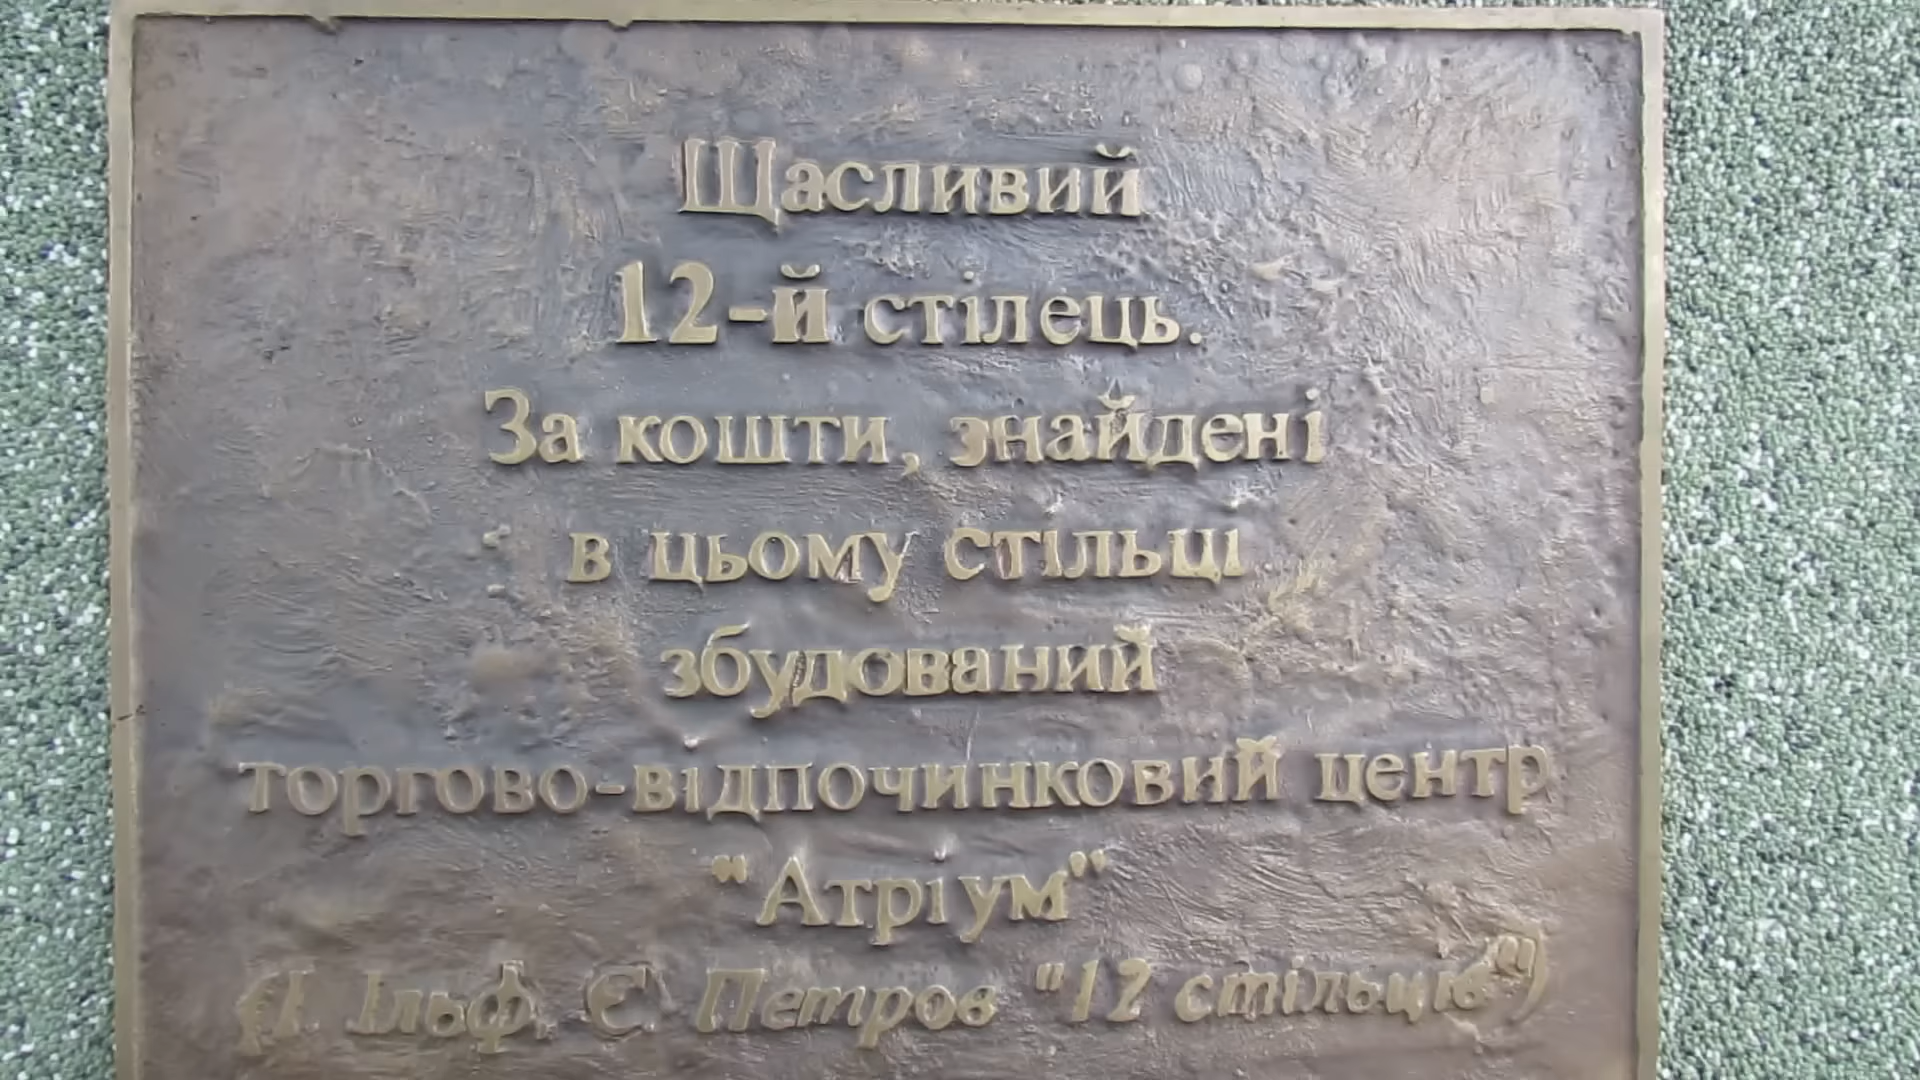 Щасливий
12-й стілець.
За кошти, знайдені
в цьому стільці
збудований
торгово-відпочинковий центр
"Атріум"
(І. Ільф, Є. Петров "12 стільців")